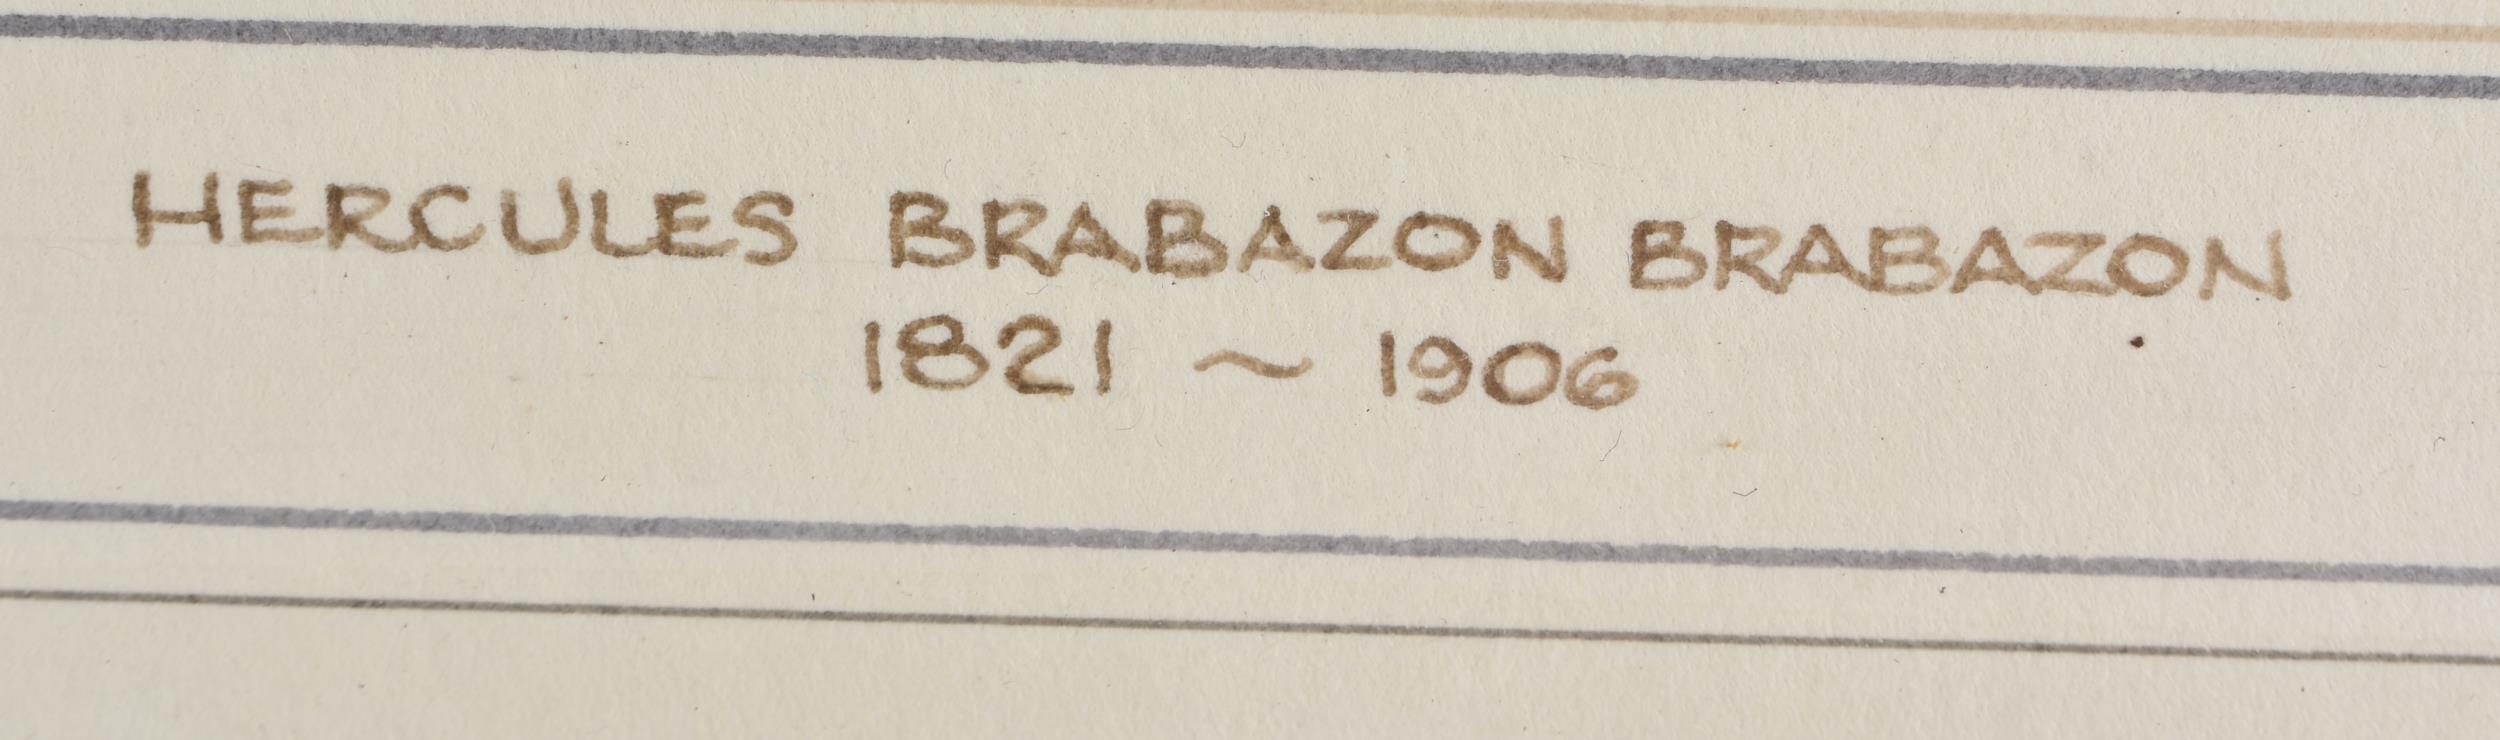 HERCULES BRABAZON BRABAZON
1821 ~ 1906